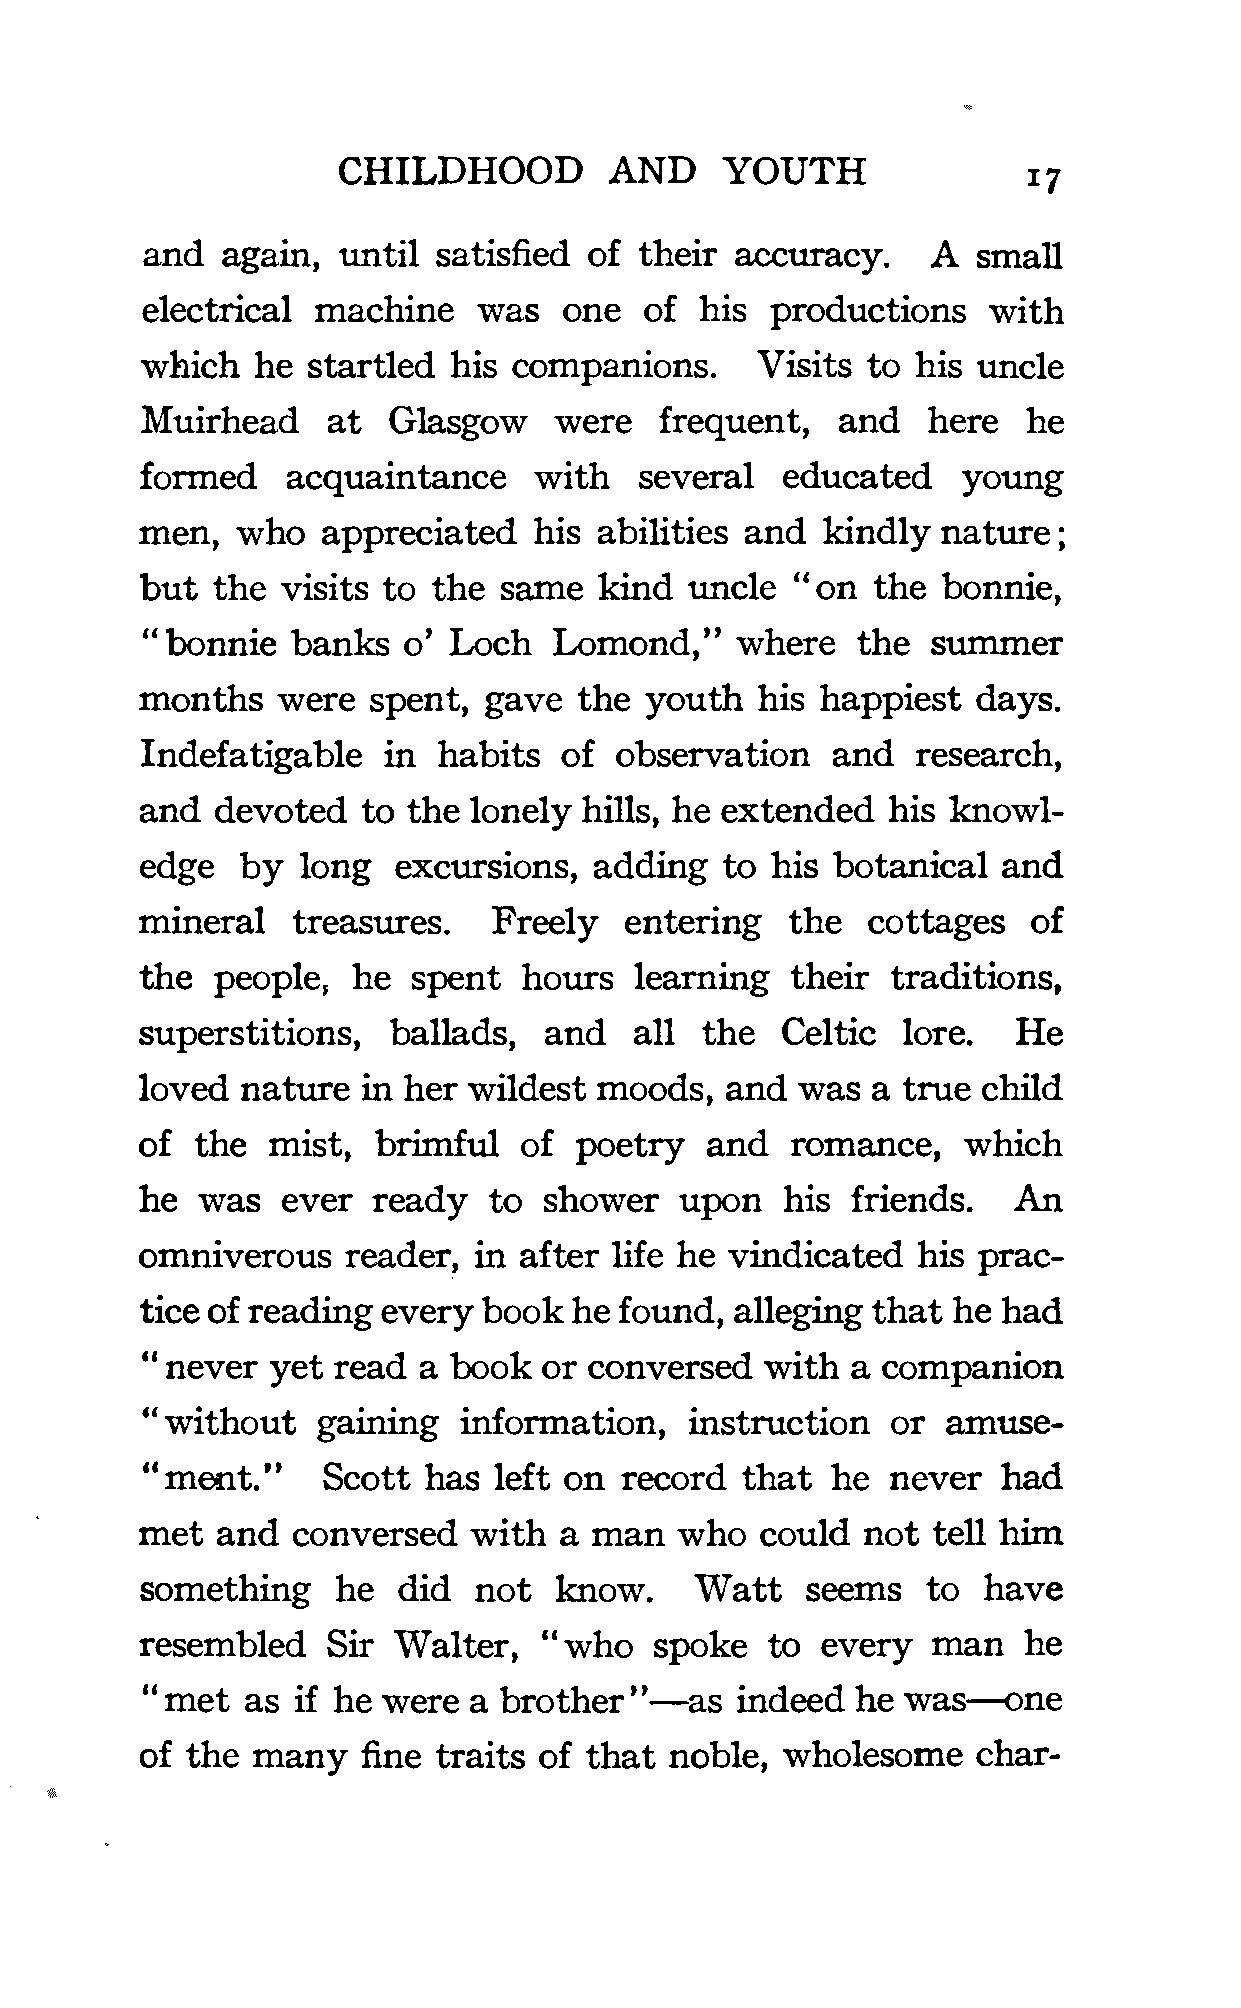 CHILDHOOD AND YOUTH 17
and again, until satisfied of their accuracy. A small
electrical machine was one of his productions with
which he startled his companions. Visits to his uncle
Muirhead at Glasgow were frequent, and here he
formed acquaintance with several educated young
men, who appreciated his abilities and kindly nature;
but the visits to the same kind uncle "on the bonnie,
"bonnie banks o' Loch Lomond," where the summer
months were spent, gave the youth his happiest days.
Indefatigable in habits of observation and research,
and devoted to the lonely hills, he extended his knowl-
edge by long excursions, adding to his botanical and
mineral treasures. Freely entering the cottages of
the people, he spent hours learning their traditions,
superstitions, ballads, and all the Celtic lore. He
loved nature in her wildest moods, and was a true child
of the mist, brimful of poetry and romance, which
he was ever ready to shower upon his friends. An
omniverous reader, in after life he vindicated his prac-
tice of reading every book he found, alleging that he had
"never yet read a book or conversed with a companion
"without gaining information, instruction or amuse-
"ment." Scott has left on record that he never had
met and conversed with a man who could not tell him
something he did not know. Watt seems to have
resembled Sir Walter, "who spoke to every man he
"met as if he were a brother"—as indeed he was—one
of the many fine traits of that noble, wholesome char-